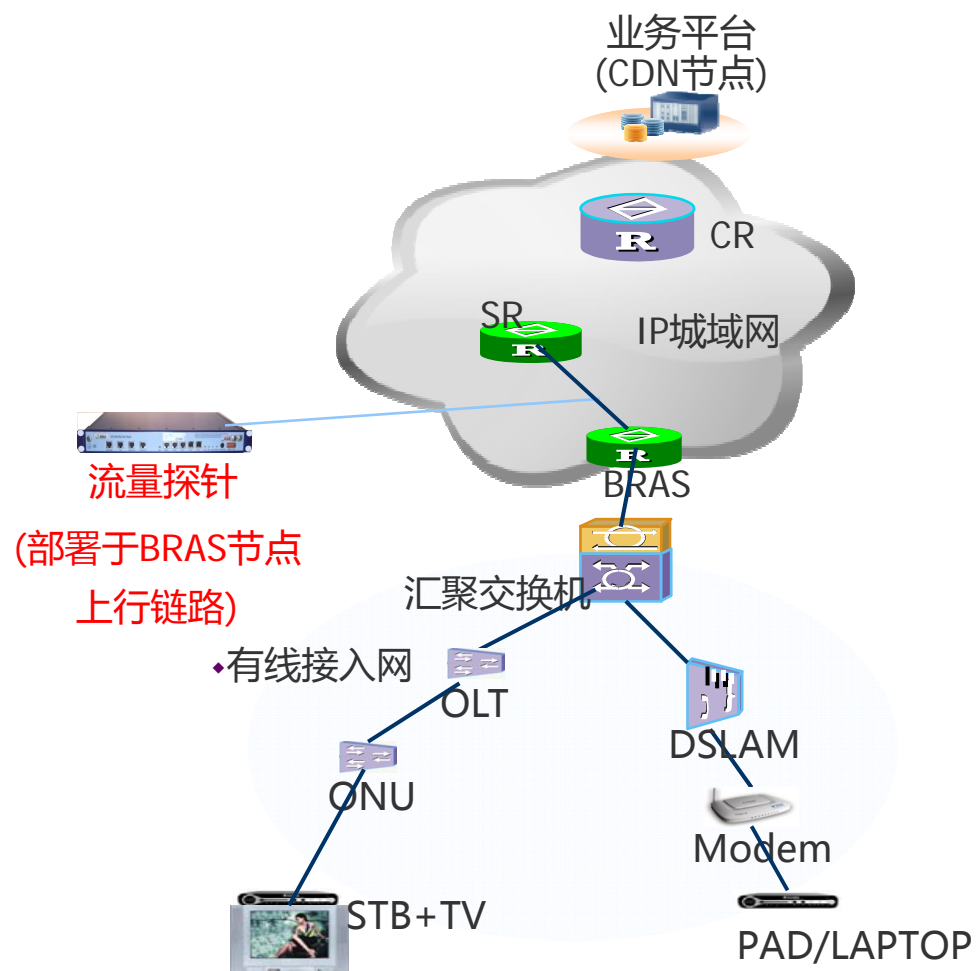 业务平台
(CDN节点)
R
CR
SR
IP城域网
R
R
BRAS
流量探针
(部署于BRAS节点
上行链路)
汇聚交换机
有线接入网
OLT
DSLAM
ONU
Modem
STB+TV
PAD/LAPTOP